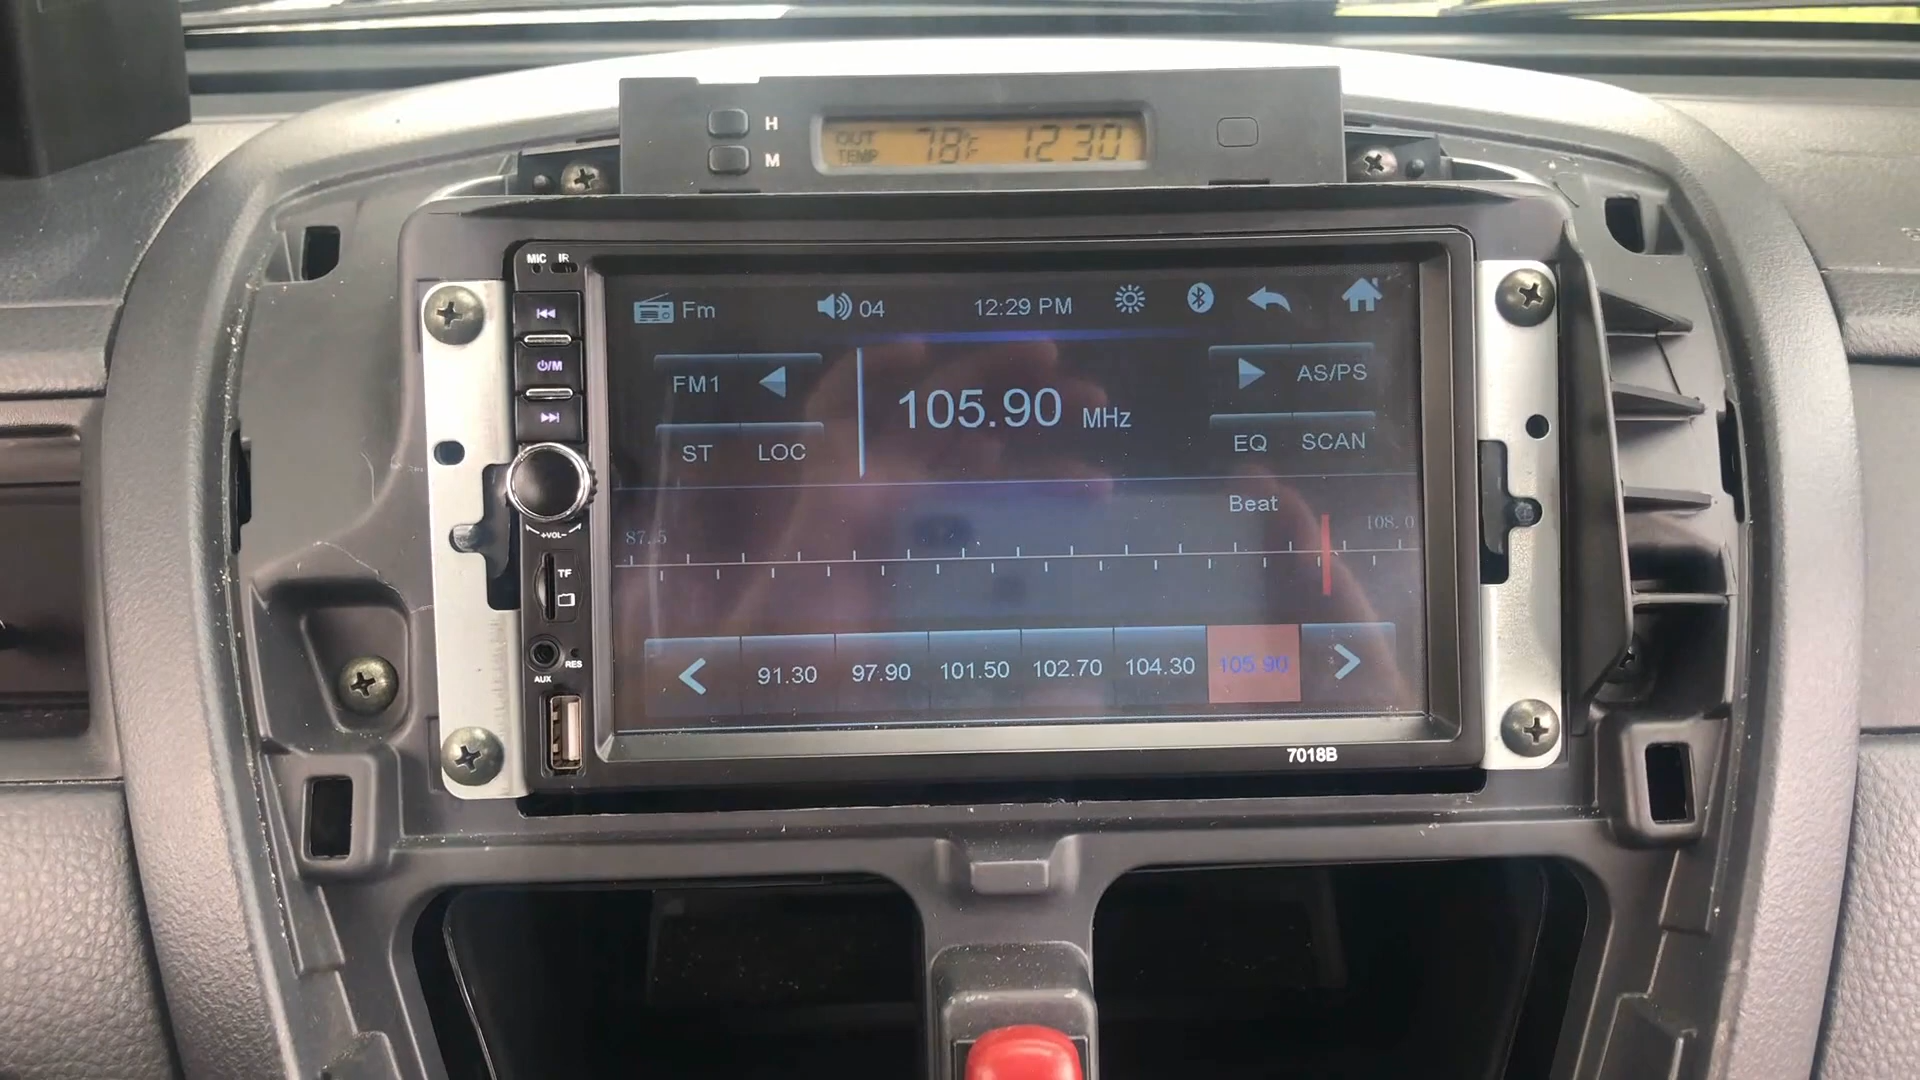 H
M
OUT
TEMP
78°F 12 30
MIC IR
Fm
04
12:29 PM
⏻/M
FM1
105.90 MHz
AS/PS
ST LOC
EQ SCAN
Beat
87.5
108.0
+VOL-
TF
91.30 97.90 101.50 102.70 104.30 105.90
RES
AUX
7018B